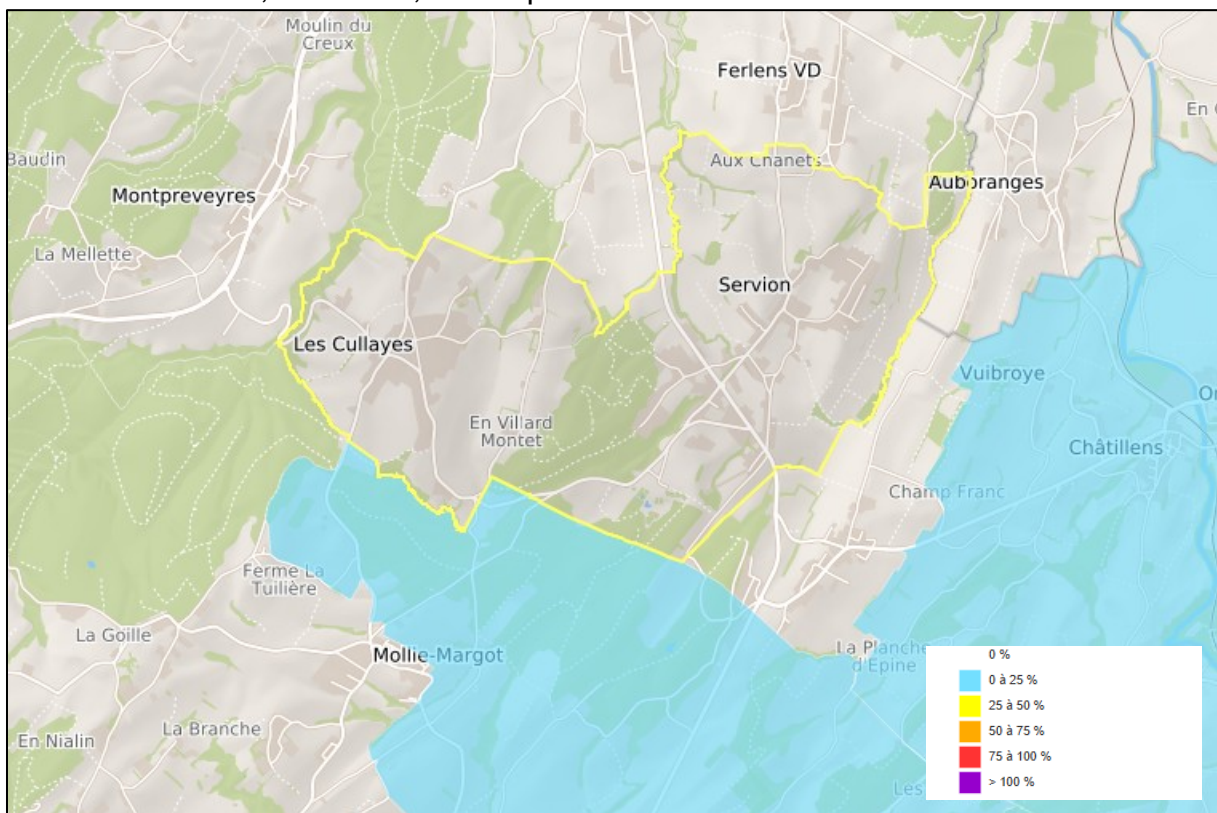 Moulin du
Creux
Ferlens VD
En
Baudin
Aux Chanets
Montpreveyres
Auboranges
La Mellette
Servion
Les Cullayes
Vuibroye
En Villard
Montet
Châtillens
Champ Franc
Ferme La
Tuilière
La Goille
Mollie-Margot
La Planche
d'Epine
La Branche
En Nialin
Les
0 %
0 à 25 %
25 à 50 %
50 à 75 %
75 à 100 %
> 100 %